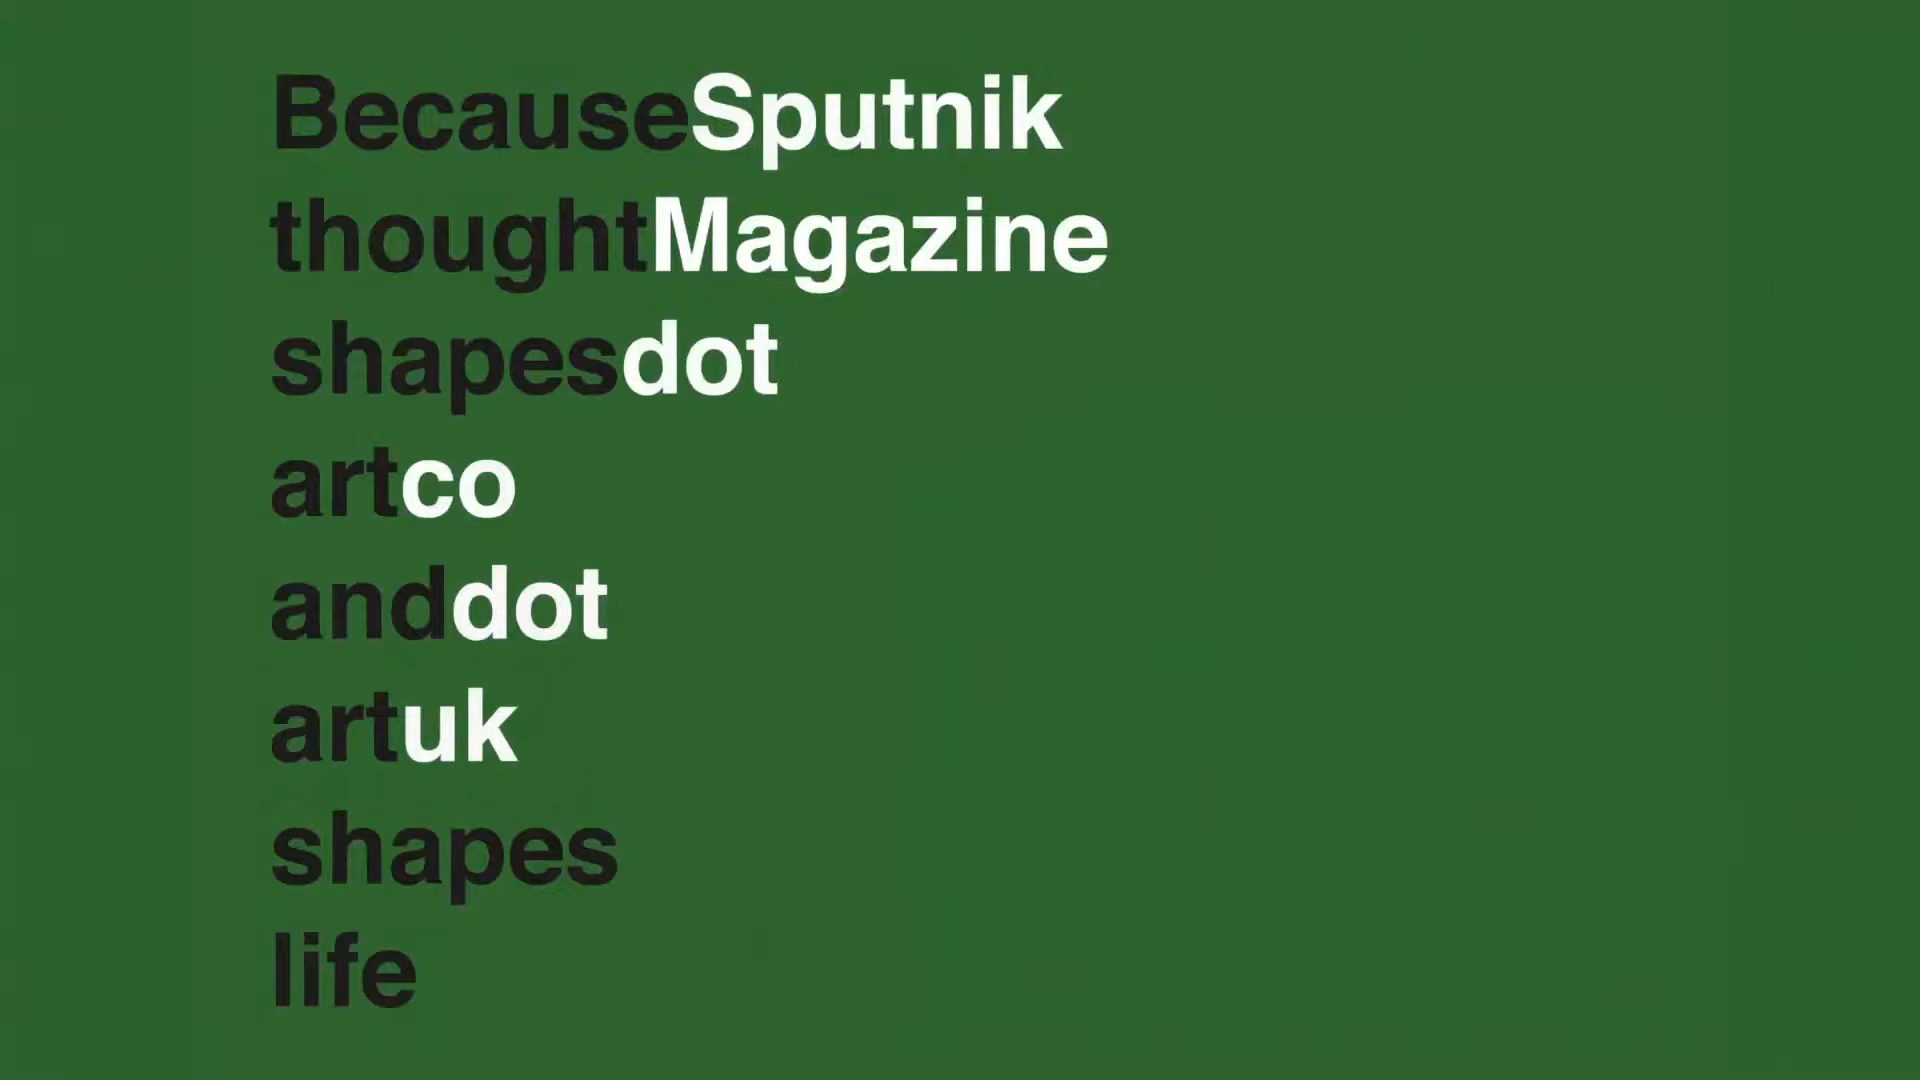 BecauseSputnik
thoughtMagazine
shapesdot
artco
anddot
artuk
shapes
life